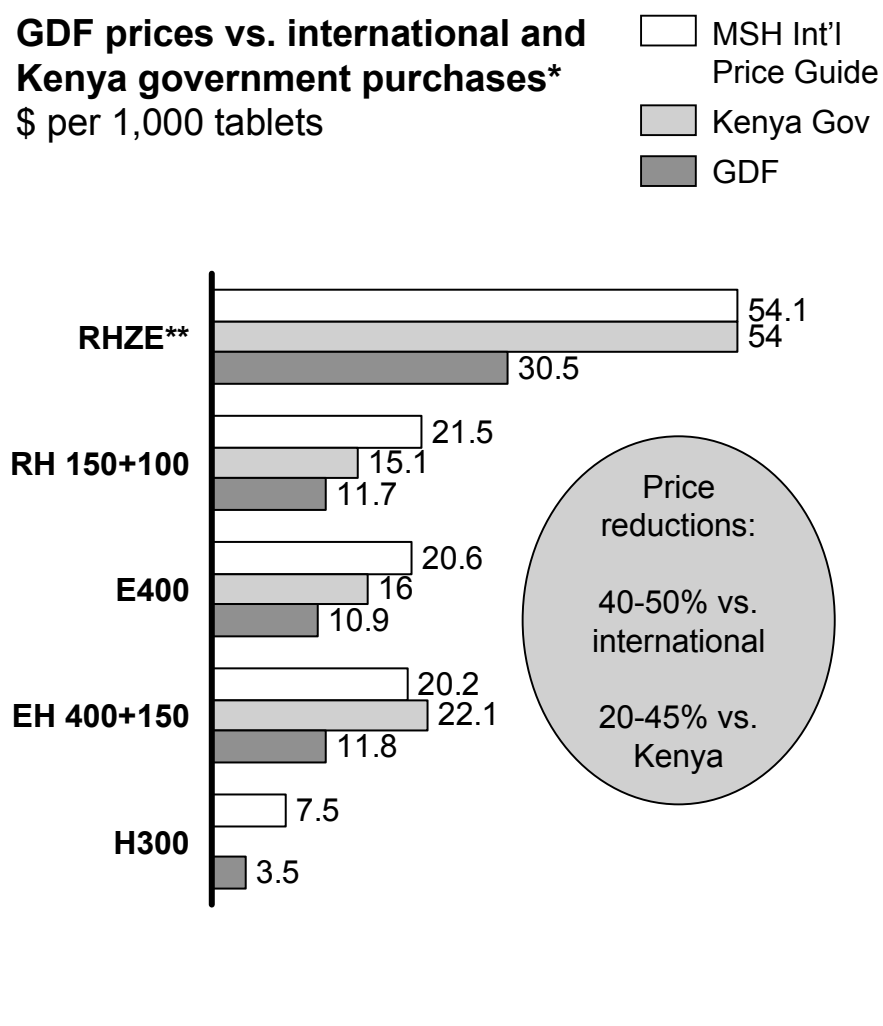 GDF prices vs. international and
Kenya government purchases*
$ per 1,000 tablets
MSH Int'l
Price Guide
Kenya Gov
GDF
RHZE**
54.1
54
30.5
RH 150+100
21.5
15.1
11.7
E400
20.6
16
10.9
EH 400+150
20.2
22.1
11.8
H300
7.5
3.5
Price
reductions:
40-50% vs.
international
20-45% vs.
Kenya